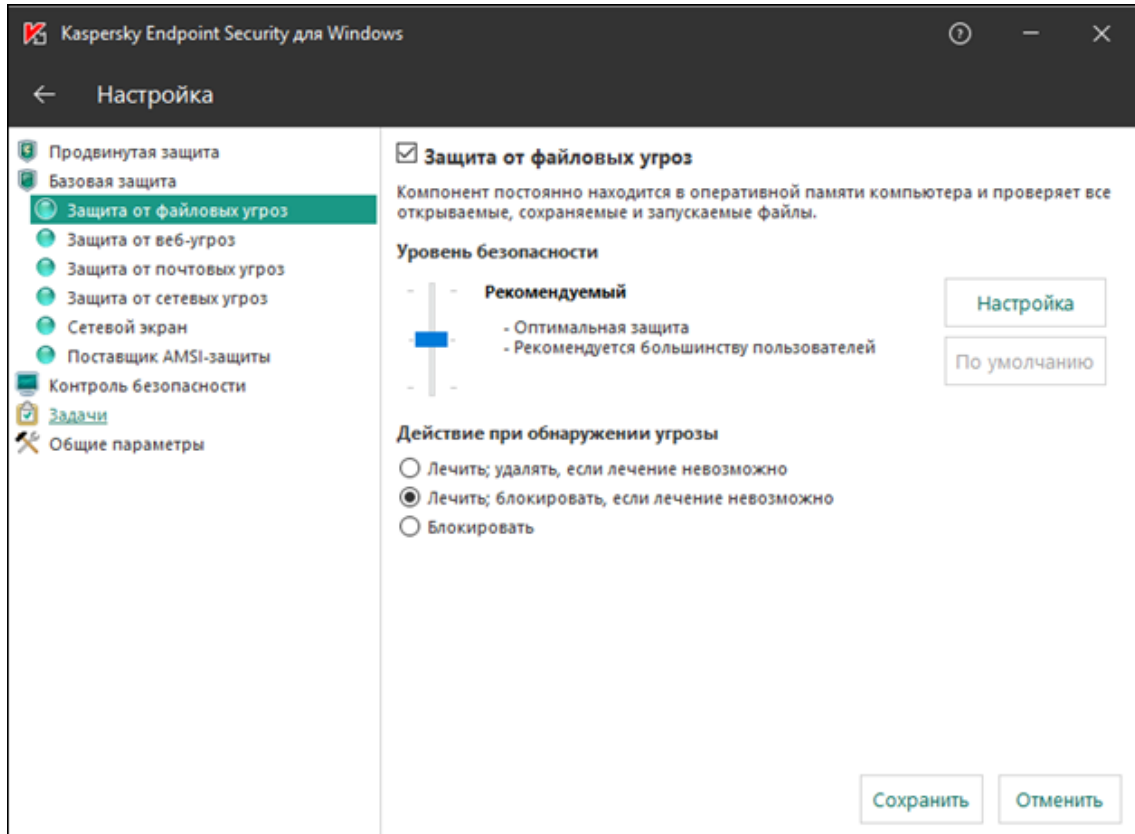 Kaspersky Endpoint Security для Windows
Настройка
Продвинутая защита
Базовая защита
Защита от файловых угроз
Защита от веб-угроз
Защита от почтовых угроз
Защита от сетевых угроз
Сетевой экран
Поставщик AMSI-защиты
Контроль безопасности
Задачи
Общие параметры
Защита от файловых угроз
Компонент постоянно находится в оперативной памяти компьютера и проверяет все
открываемые, сохраняемые и запускаемые файлы.
Уровень безопасности
Рекомендуемый
- Оптимальная защита
- Рекомендуется большинству пользователей
Настройка
По умолчанию
Действие при обнаружении угрозы
Лечить; удалять, если лечение невозможно
Лечить; блокировать, если лечение невозможно
Блокировать
Сохранить
Отменить